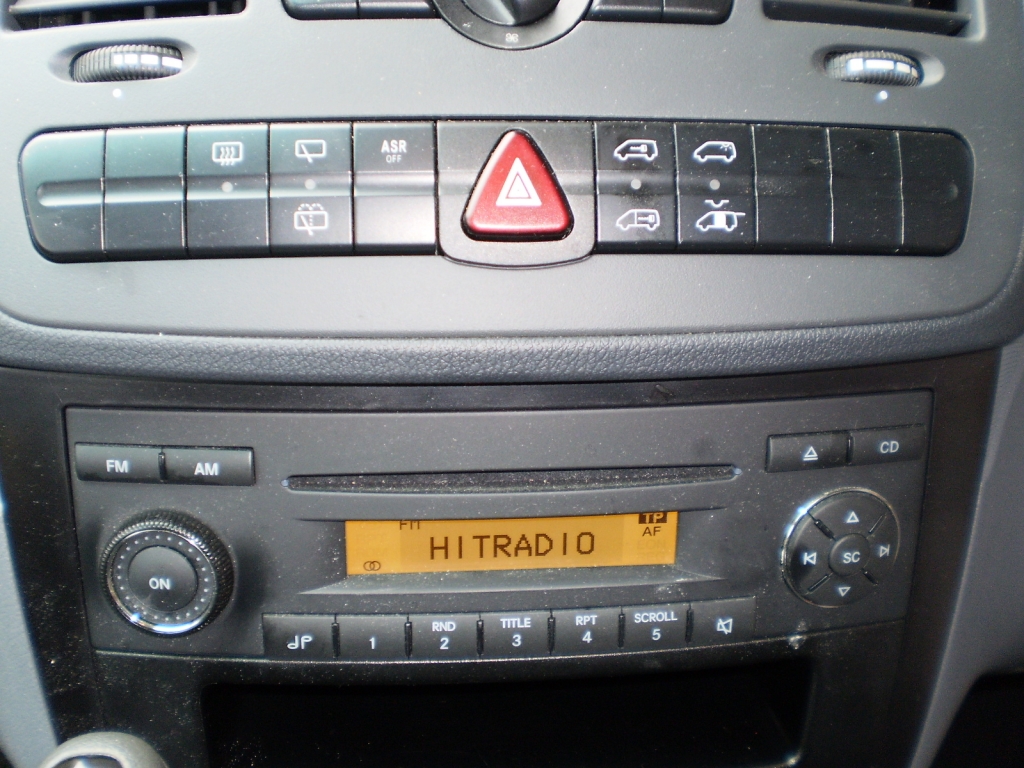 ASR
OFF
FM AM
CD
FM
TP
HITRADIO
AF
ON
SC
1
RND
2
TITLE
3
RPT
4
SCROLL
5